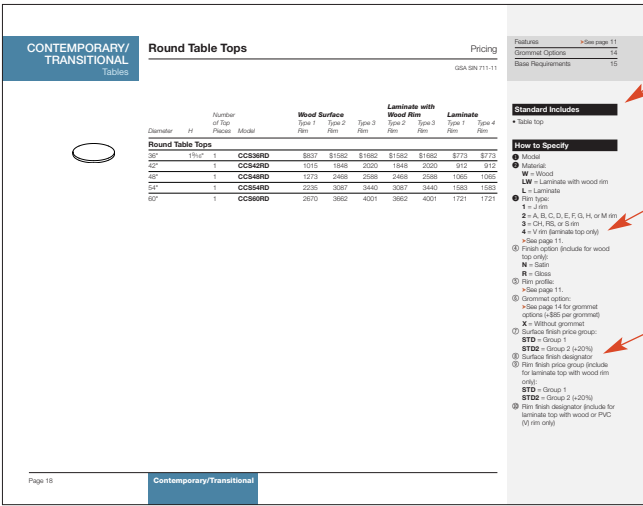 CONTEMPORARY/
TRANSITIONAL
Tables
Round Table Tops Pricing
GSA SIN 711-11
Features ➤See page 11
Grommet Options 14
Base Requirements 15
Number Laminate with
of Top Wood Surface Wood Rim Laminate
Type 1 Type 2 Type 3 Type 2 Type 3 Type 1 Type 4
Diameter H Pieces Model Rim Rim Rim Rim Rim Rim Rim
Round Table Tops
36" 1 CCS36RD $837 $1582 $1682 $1582 $1682 $773 $773
42" 1 CCS42RD 1015 1848 2020 1848 2020 912 912
48" 1 CCS48RD 1273 2468 2588 2468 2588 1065 1065
54" 1 CCS54RD 2235 3087 3440 3087 3440 1583 1583
60" 1 CCS60RD 2670 3662 4001 3662 4001 1721 1721
Standard Includes
• Table top
How to Specify
❶ Model
❷ Material:
W = Wood
LW = Laminate with wood rim
L = Laminate
❸ Rim type:
1 = J rim
2 = A, B, C, D, E, F, G, H, or M rim
3 = CH, RS, or S rim
4 = V rim (laminate top only)
➤See page 11.
④ Finish option (include for wood
top only):
N = Satin
R = Gloss
⑤ Rim profile:
➤See page 11.
⑥ Grommet option:
➤See page 14 for grommet
options (+$85 per grommet)
X = Without grommet
⑦ Surface finish price group:
STD = Group 1
STD2 = Group 2 (+20%)
⑧ Surface finish designator
⑨ Rim finish price group (include
for laminate top with wood rim
only):
STD = Group 1
STD2 = Group 2 (+20%)
⑩ Rim finish designator (include for
laminate top with wood or PVC
(V) rim only)
Page 18 Contemporary/Transitional